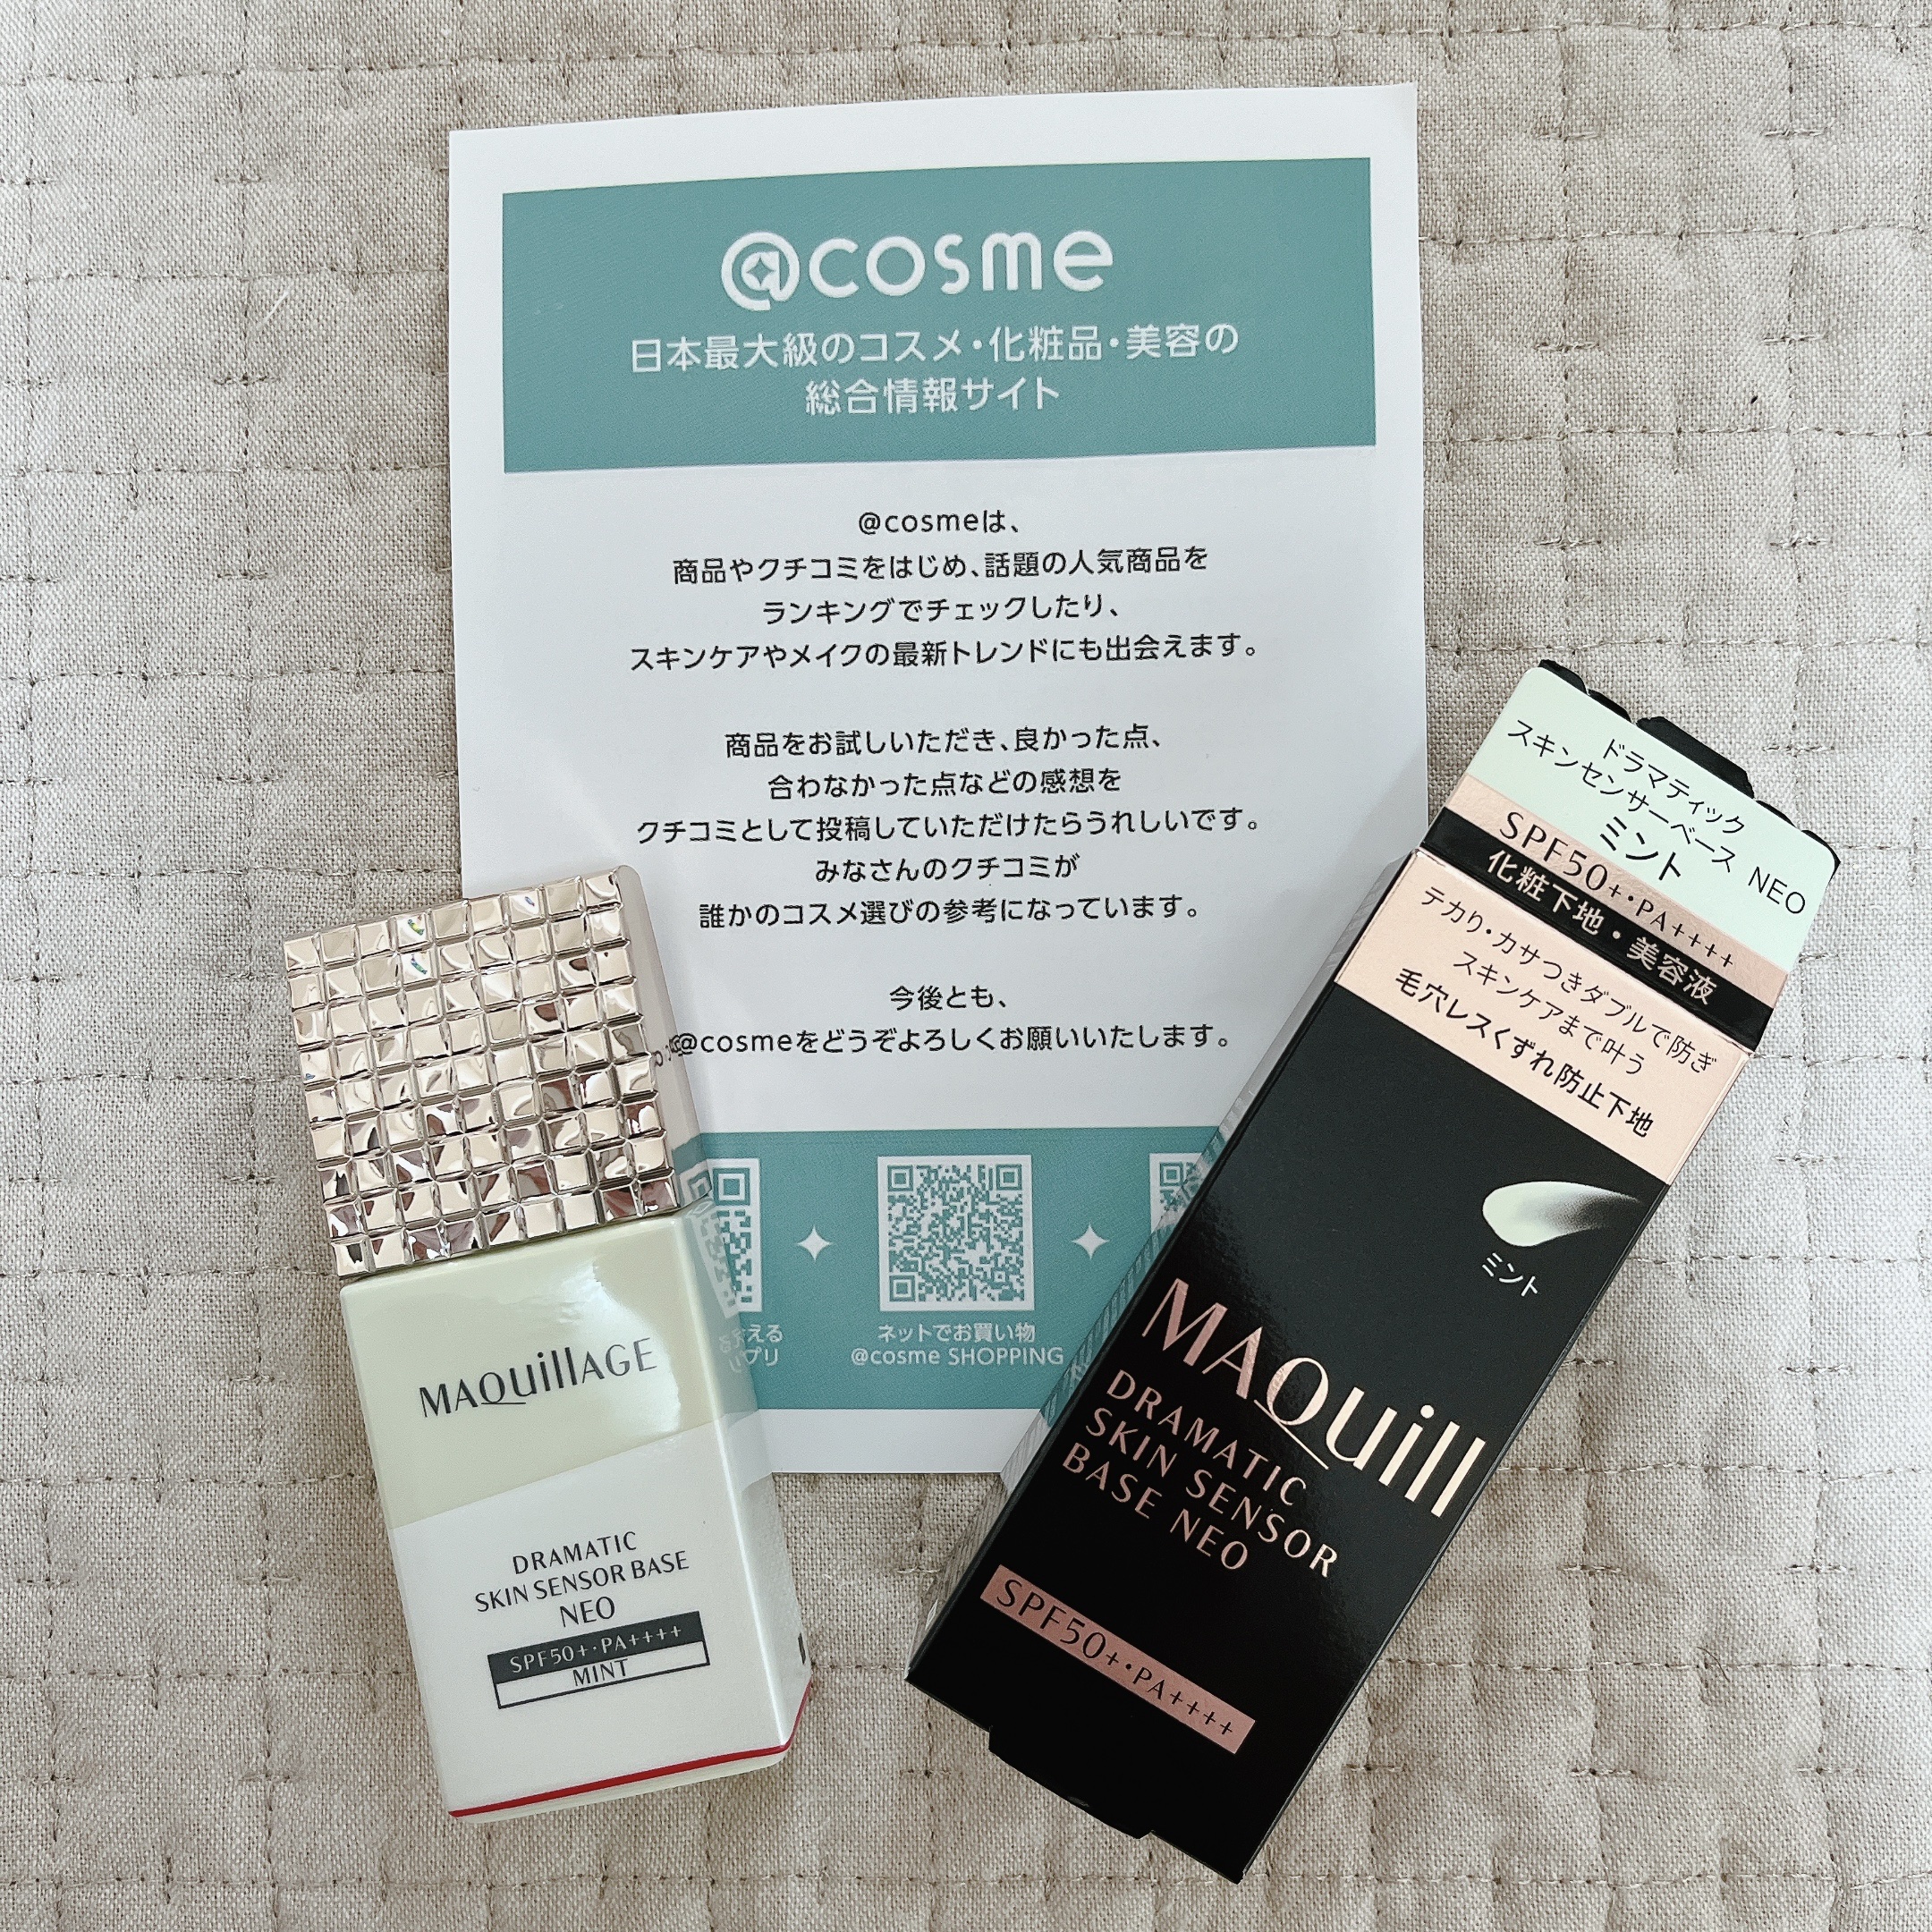 @cosme
日本最大級のコスメ・化粧品・美容の
総合情報サイト
@cosmeは、
商品やクチコミをはじめ、話題の人気商品を
ランキングでチェックしたり、
スキンケアやメイクの最新トレンドにも出会えます。
商品をお試しいただき、良かった点、
合わなかった点などの感想を
クチコミとして投稿していただけたらうれしいです。
みなさんのクチコミが
誰かのコスメ選びの参考になっています。
今後とも、
@cosmeをどうぞよろしくお願いいたします。
える
プリ
ネットでお買い物
@cosme SHOPPING
MAQuillAGE
DRAMATIC
SKIN SENSOR BASE
NEO
SPF50+・PA++++
MINT
ドラマティック
スキンセンサーベース NEO
ミント
SPF50+・PA++++
化粧下地・美容液
テカリ・カサつきダブルで防ぎ
スキンケアまで叶う
毛穴レスくずれ防止下地
ミント
MAQuill
DRAMATIC
SKIN SENSOR
BASE NEO
SPF50+・PA++++